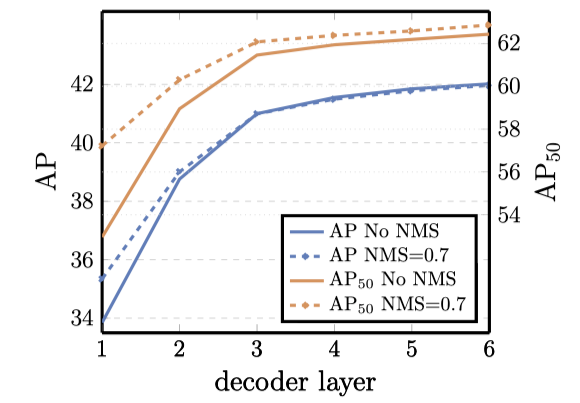 42
40
38
36
34
AP
62
60
58
56
54
AP50
AP No NMS
AP NMS=0.7
AP50 No NMS
AP50 NMS=0.7
1 2 3 4 5 6
decoder layer